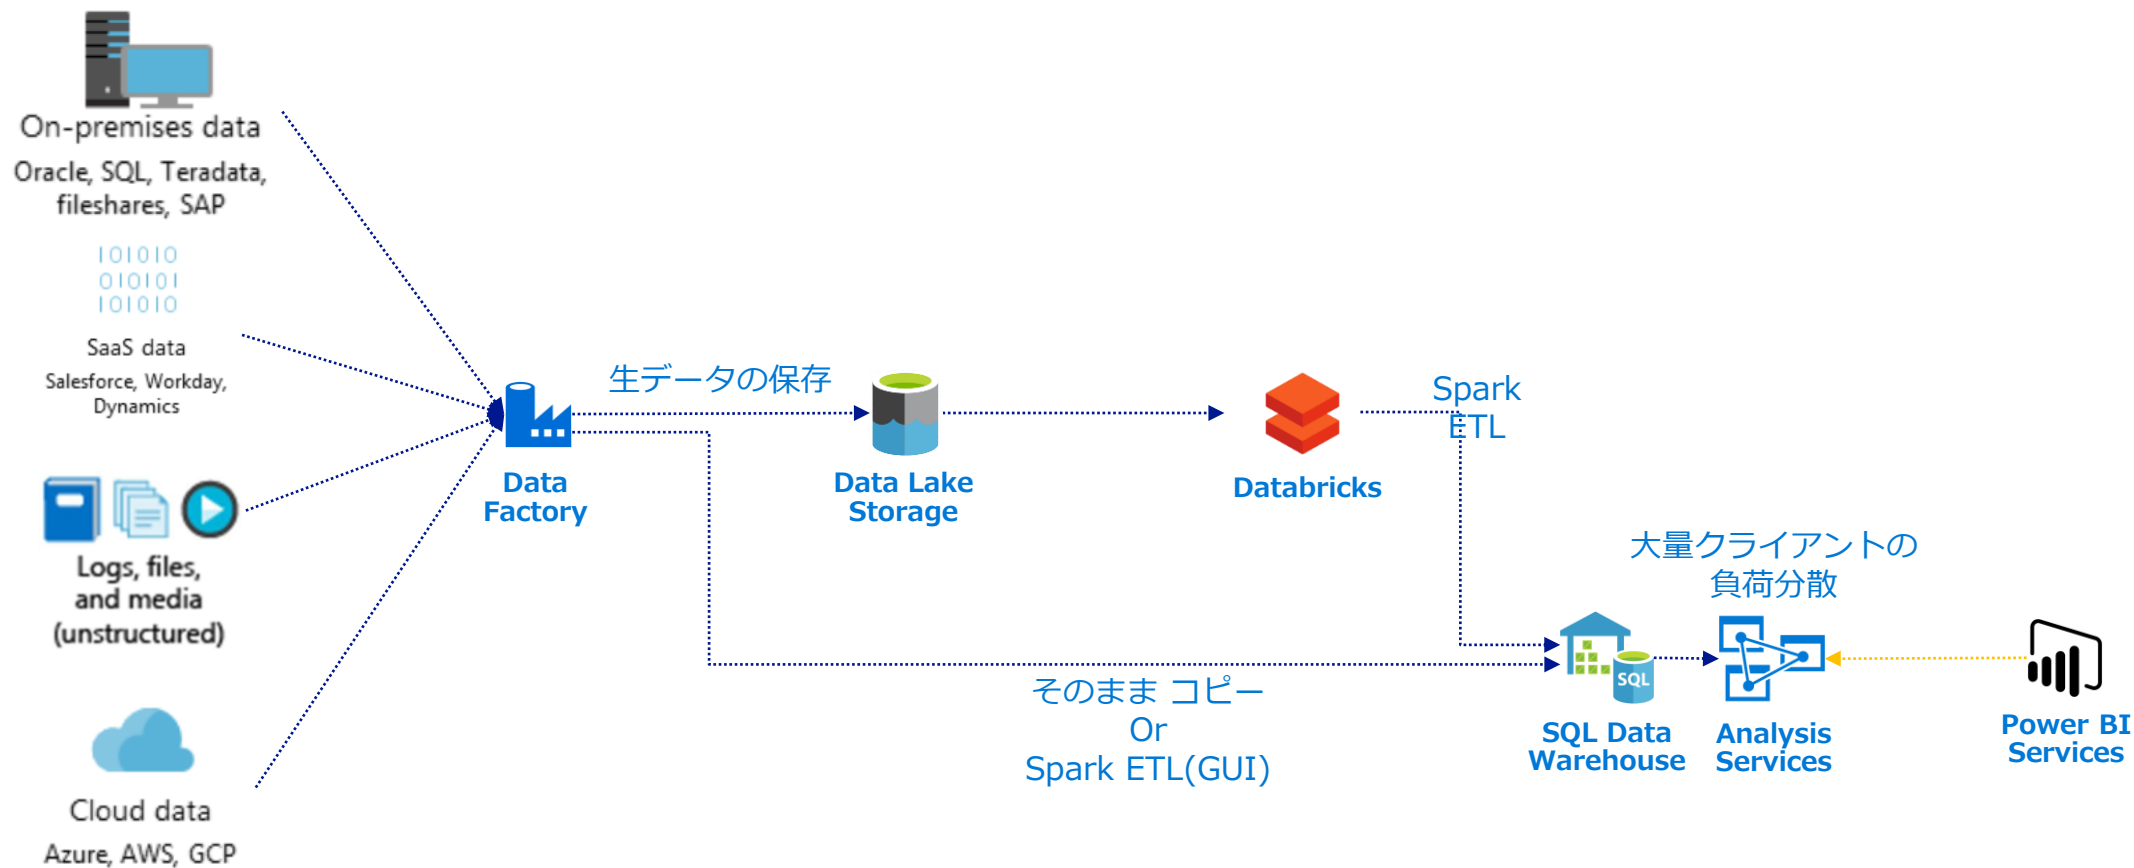 On-premises data
Oracle, SQL, Teradata,
fileshares, SAP
101010
010101
101010
SaaS data
Salesforce, Workday,
Dynamics
Logs, files,
and media
(unstructured)
Cloud data
Azure, AWS, GCP
Data
Factory
生データの保存
Data Lake
Storage
Databricks
Spark
ETL
そのまま コピー
Or
Spark ETL(GUI)
大量クライアントの
負荷分散
SQL
SQL Data
Warehouse
Analysis
Services
Power BI
Services